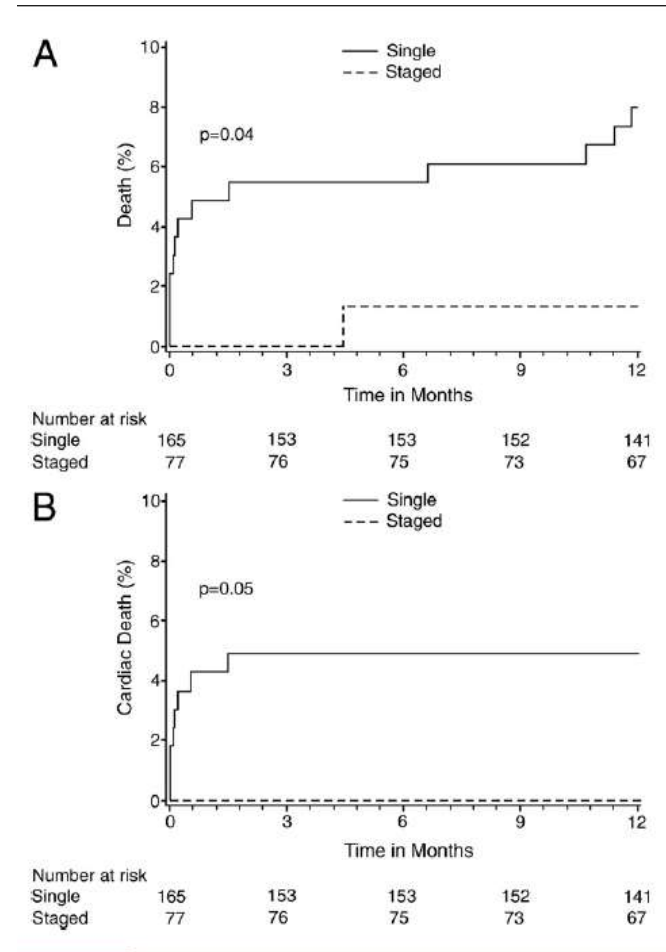 A
10
Single
Staged
8
p=0.04
6
Death (%)
4
2
0
0 3 6 9 12
Time in Months
Number at risk
Single 165 153 153 152 141
Staged 77 76 75 73 67
B
10
Single
Staged
8
p=0.05
6
Cardiac Death (%)
4
2
0
0 3 6 9 12
Time in Months
Number at risk
Single 165 153 153 152 141
Staged 77 76 75 73 67